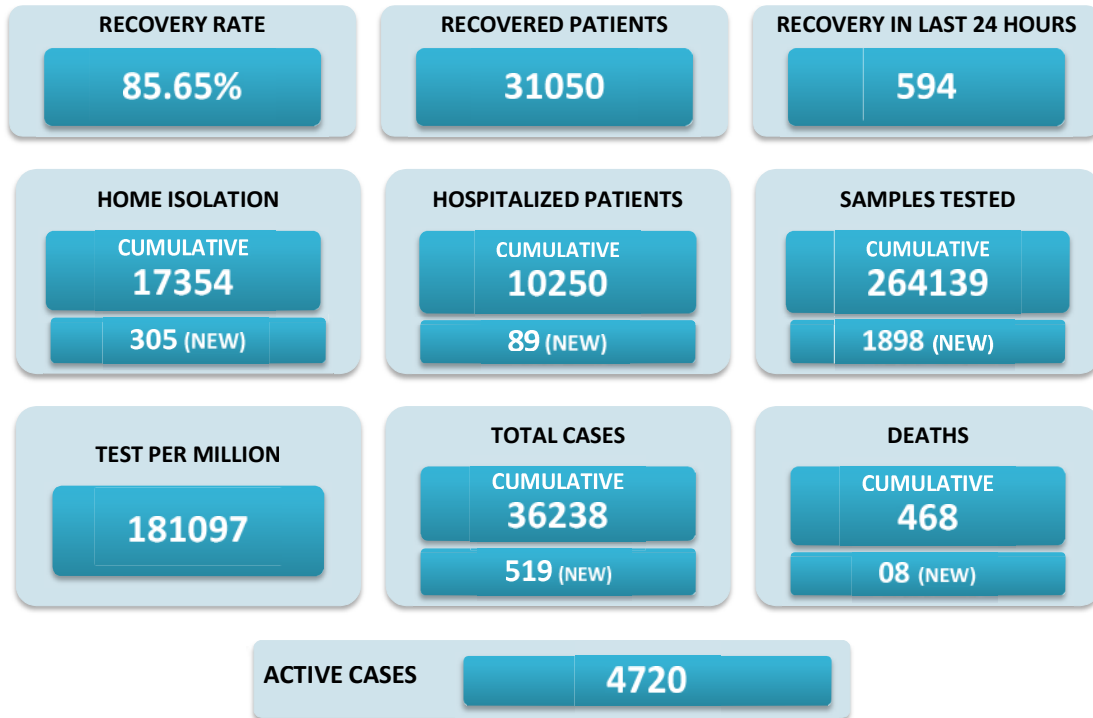 RECOVERY RATE
85.65%
RECOVERED PATIENTS
31050
RECOVERY IN LAST 24 HOURS
594
HOME ISOLATION
CUMULATIVE
17354
305 (NEW)
HOSPITALIZED PATIENTS
CUMULATIVE
10250
89 (NEW)
SAMPLES TESTED
CUMULATIVE
264139
1898 (NEW)
TEST PER MILLION
181097
TOTAL CASES
CUMULATIVE
36238
519 (NEW)
DEATHS
CUMULATIVE
468
08 (NEW)
ACTIVE CASES
4720